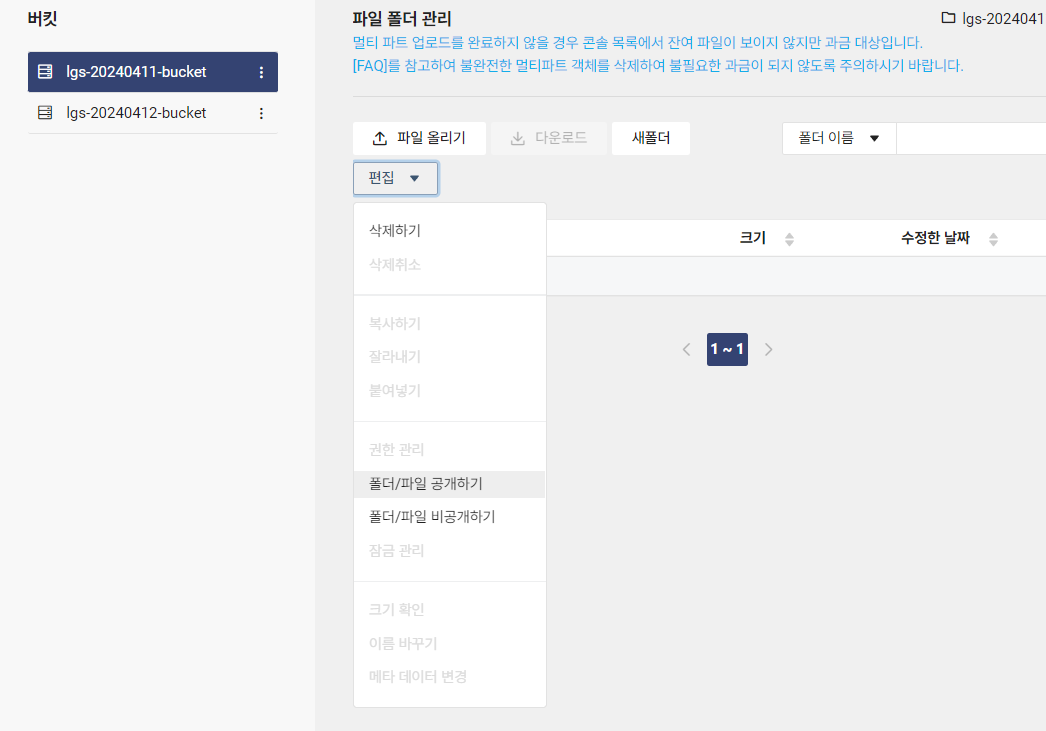 버킷
lgs-20240411-bucket
lgs-20240412-bucket
파일 폴더 관리
lgs-2024041
멀티 파트 업로드를 완료하지 않을 경우 콘솔 목록에서 잔여 파일이 보이지 않지만 과금 대상입니다.
[FAQ]를 참고하여 불완전한 멀티파트 객체를 삭제하여 불필요한 과금이 되지 않도록 주의하시기 바랍니다.
파일 올리기
다운로드
새폴더
폴더 이름
편집
삭제하기
삭제취소
복사하기
잘라내기
붙여넣기
권한 관리
폴더/파일 공개하기
폴더/파일 비공개하기
잠금 관리
크기 확인
이름 바꾸기
메타 데이터 변경
크기
수정한 날짜
1 ~ 1